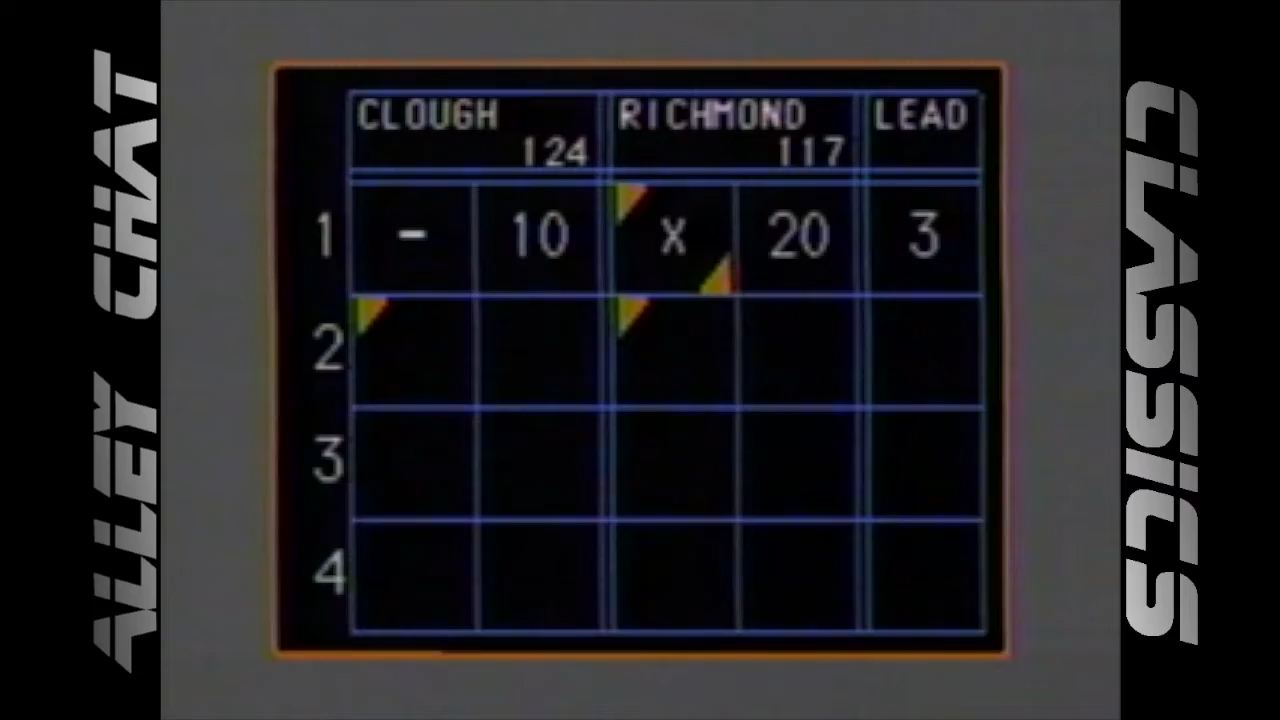 ALLEY CHAT
CLOUGH RICHMOND LEAD
124 117
1 - 10 X 20 3
2
3
4
CLASSICS